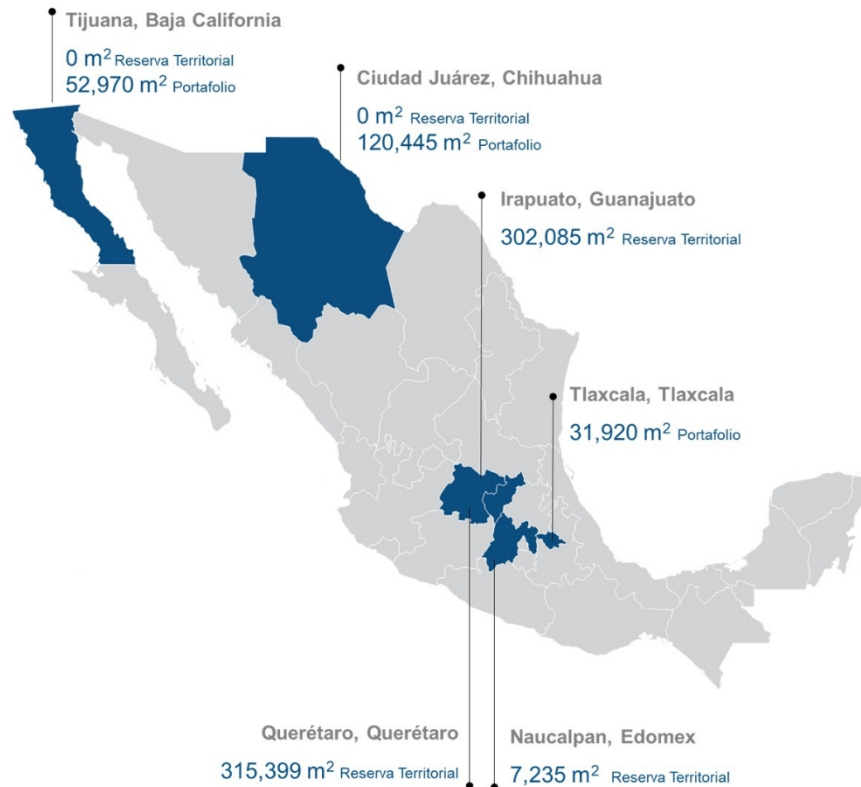 Tijuana, Baja California
0 m² Reserva Territorial
52,970 m² Portafolio
Ciudad Juárez, Chihuahua
0 m² Reserva Territorial
120,445 m² Portafolio
Irapuato, Guanajuato
302,085 m² Reserva Territorial
Tlaxcala, Tlaxcala
31,920 m² Portafolio
Querétaro, Querétaro
315,399 m² Reserva Territorial
Naucalpan, Edomex
7,235 m² Reserva Territorial